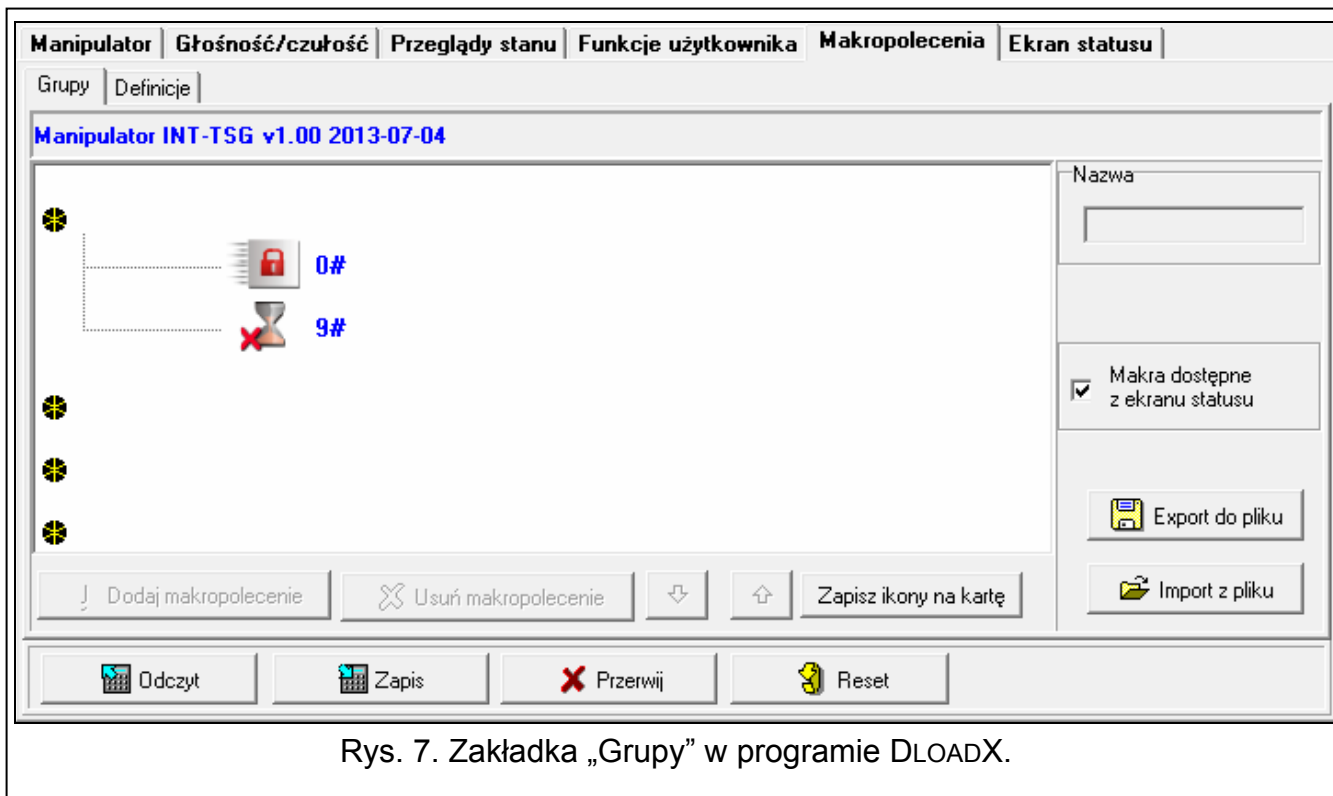 Manipulator Głośność/czułość Przeglądy stanu Funkcje użytkownika Makropolecenia Ekran statusu
Grupy Definicje
Manipulator INT-TSG v1.00 2013-07-04
Nazwa
0#
9#
Makra dostępne
z ekranu statusu
Export do pliku
Import z pliku
Dodaj makropolecenie Usuń makropolecenie Zapisz ikony na kartę
Odczyt Zapis Przerwij Reset
Rys. 7. Zakładka „Grupy” w programie DLOADX.